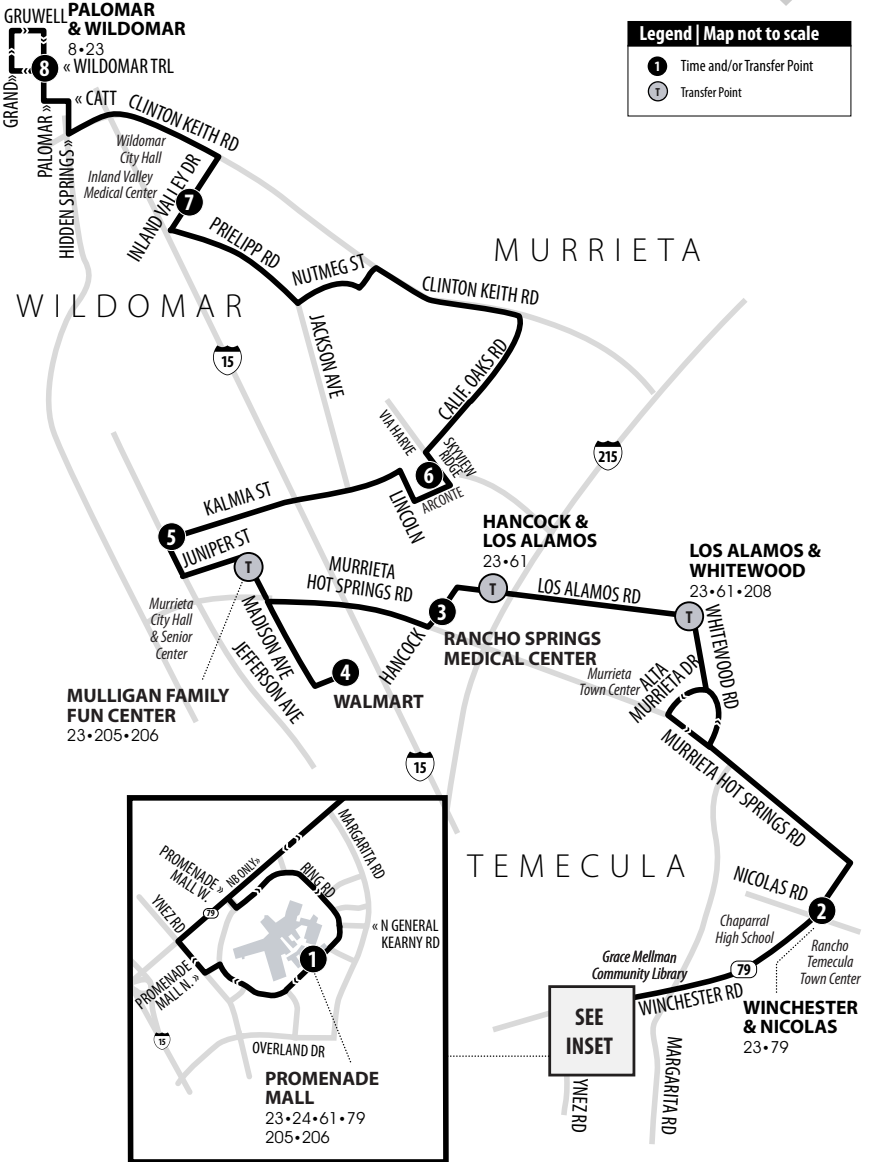 GRUWELL
PALOMAR
& WILDOMAR
8•23
8
« WILDOMAR TRL
GRAND»
« CATT
PALOMAR »
HIDDEN SPRINGS »
CLINTON KEITH RD
Legend | Map not to scale
1 Time and/or Transfer Point
T Transfer Point
Wildomar
City Hall
Inland Valley
Medical Center
INLAND VALLEY DR
7
PRIELIPP RD
NUTMEG ST
MURRIETA
CLINTON KEITH RD
WILDOMAR
JACKSON AVE
15
CALIF. OAKS RD
VIA HARVE
SKYVIEW
RIDGE
215
6
ARCONTE
LINCOLN
KALMIA ST
5
JUNIPER ST
T
HANCOCK &
LOS ALAMOS
23•61
T
LOS ALAMOS RD
LOS ALAMOS &
WHITEWOOD
23•61•208
T
MURRIETA
HOT SPRINGS RD
3
HANCOCK
RANCHO SPRINGS
MEDICAL CENTER
Murrieta
City Hall
& Senior
Center
MADISON AVE
JEFFERSON AVE
4
WALMART
MULLIGAN FAMILY
FUN CENTER
23•205•206
WHITEWOOD RD
Murrieta
Town Center
ALTA
MURRIETA DR
MURRIETA HOT SPRINGS RD
15
TEMECULA
NICOLAS RD
2
Chaparral
High School
Rancho
Temecula
Town Center
Grace Mellman
Community Library
79
WINCHESTER RD
WINCHESTER
& NICOLAS
23•79
SEE
INSET
YNEZ RD
MARGARITA RD
PROMENADE »
MALL W.
NB ONLY»
RING RD
MARGARITA RD
YNEZ RD
79
« N GENERAL
KEARNY RD
1
PROMENADE
MALL N. »
15
OVERLAND DR
PROMENADE
MALL
23•24•61•79
205•206